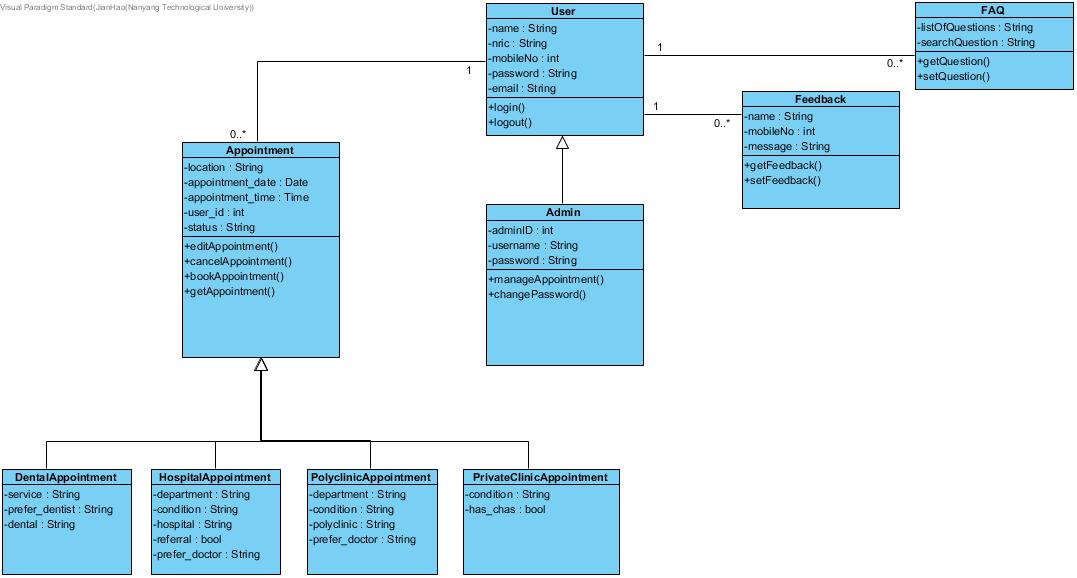 Visual Paradigm Standard(JianHao(Nanyang Technological University))
User
-name : String
-nric : String
-mobileNo : int
-password : String
-email : String
+login()
+logout()
FAQ
-listOfQuestions : String
-searchQuestion : String
+getQuestion()
+setQuestion()
1
0..*
1
0..*
1
0..*
Feedback
-name : String
-mobileNo : int
-message : String
+getFeedback()
+setFeedback()
Appointment
-location : String
-appointment_date : Date
-appointment_time : Time
-user_id : int
-status : String
+editAppointment()
+cancelAppointment()
+bookAppointment()
+getAppointment()
Admin
-adminID : int
-username : String
-password : String
+manageAppointment()
+changePassword()
DentalAppointment
-service : String
-prefer_dentist : String
-dental : String
HospitalAppointment
-department : String
-condition : String
-hospital : String
-referral : bool
-prefer_doctor : String
PolyclinicAppointment
-department : String
-condition : String
-polyclinic : String
-prefer_doctor : String
PrivateClinicAppointment
-condition : String
-has_chas : bool